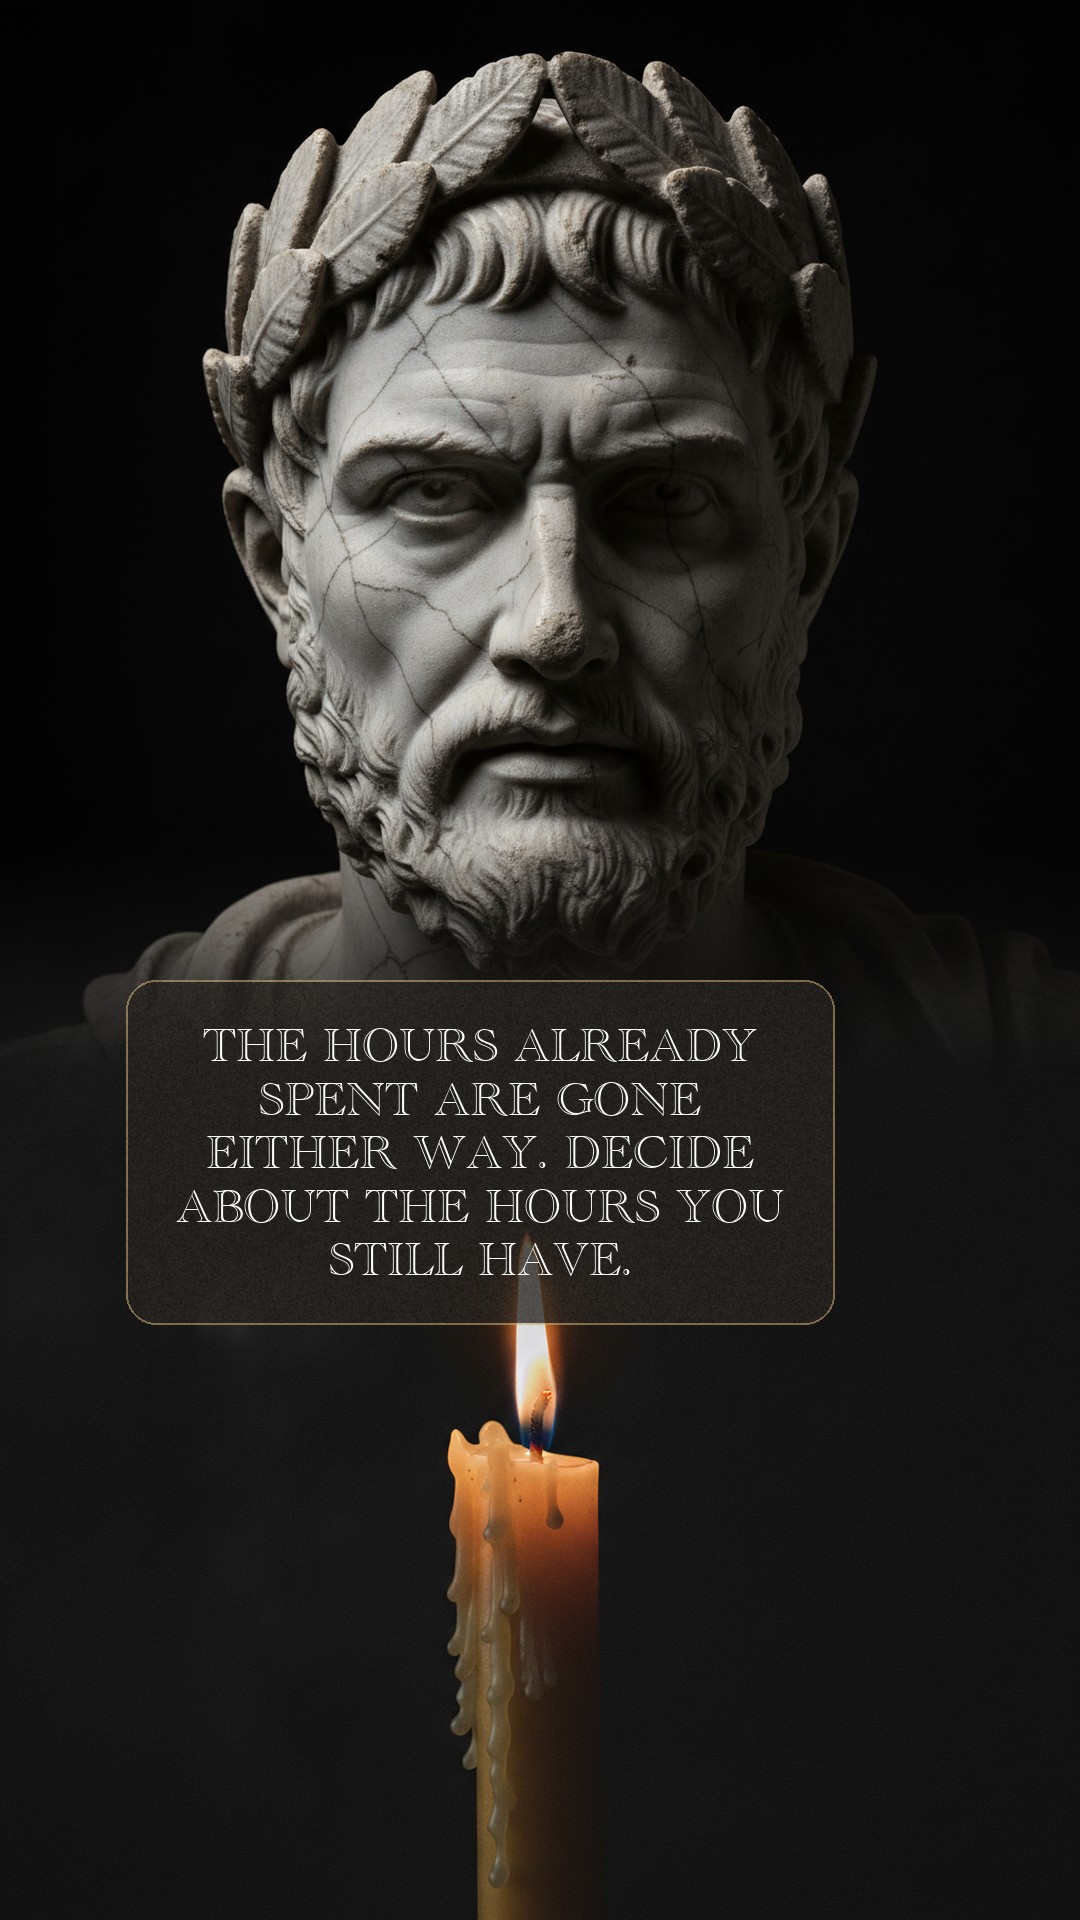 THE HOURS ALREADY
SPENT ARE GONE
EITHER WAY. DECIDE
ABOUT THE HOURS YOU
STILL HAVE.